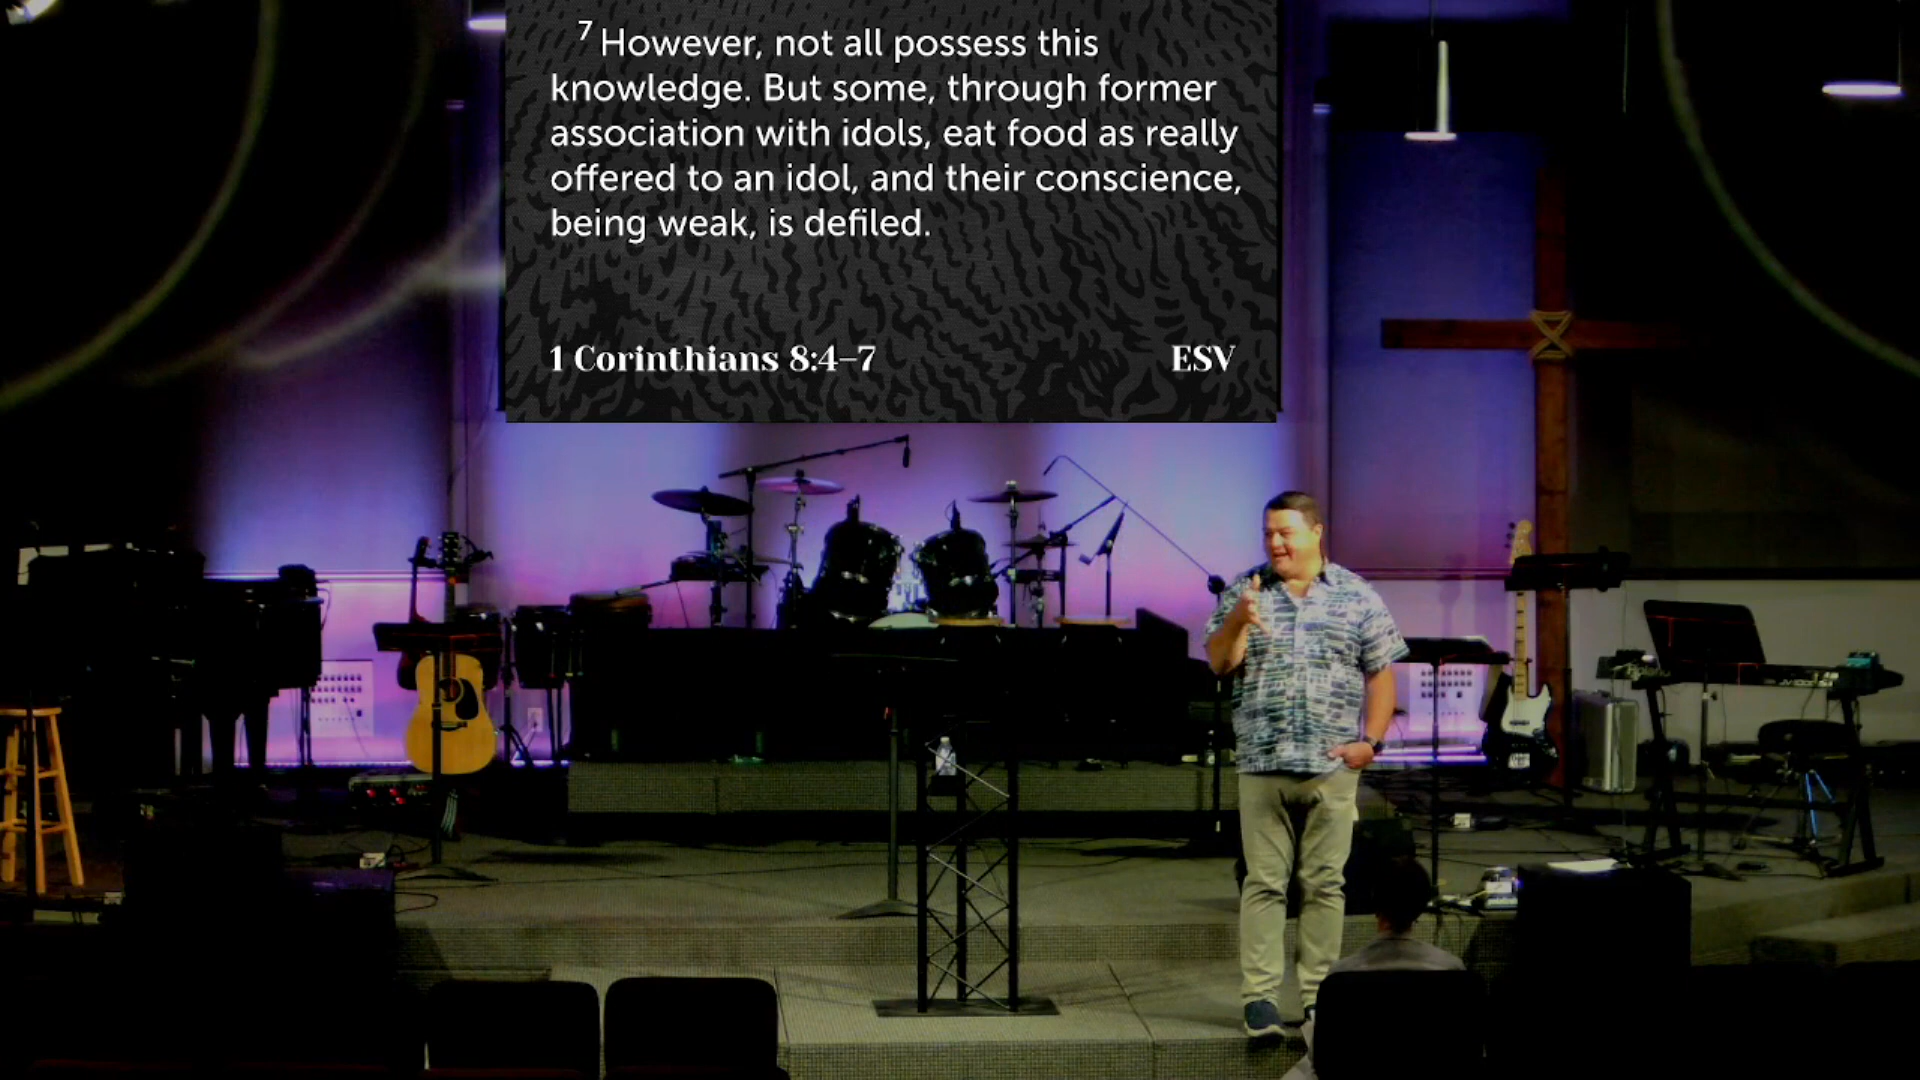 7 However, not all possess this
knowledge. But some, through former
association with idols, eat food as really
offered to an idol, and their conscience,
being weak, is defiled.
1 Corinthians 8:4–7 ESV
Roland